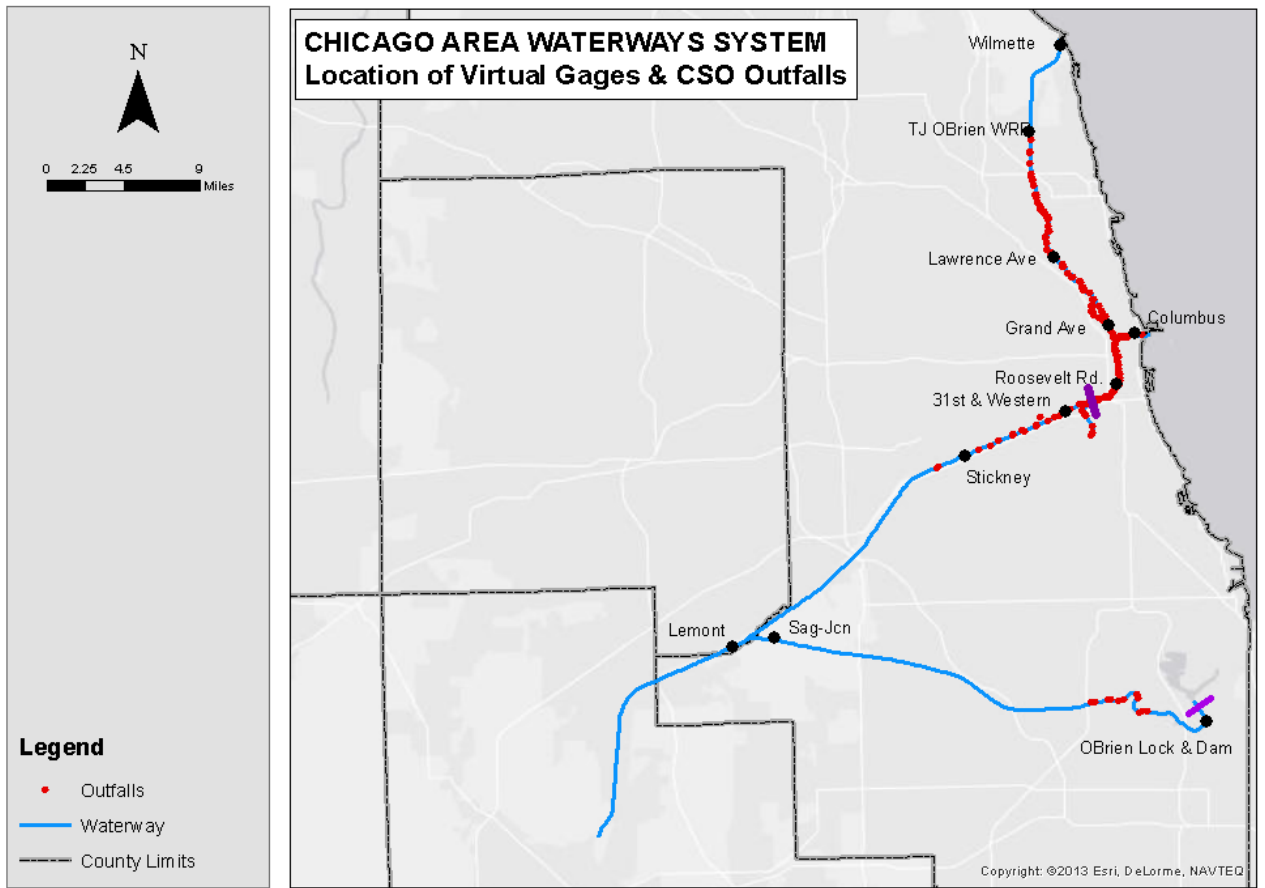 N
0 2.25 4.5 9
Miles
Legend
Outfalls
Waterway
County Limits
CHICAGO AREA WATERWAYS SYSTEM
Location of Virtual Gages & CSO Outfalls
Wilmette
TJ OBrien WRP
Lawrence Ave
Grand Ave
Columbus
Roosevelt Rd.
31st & Western
Stickney
Lemont
Sag-Jcn
OBrien Lock & Dam
Copyright: ©2013 Esri, DeLorme, NAVTEQ